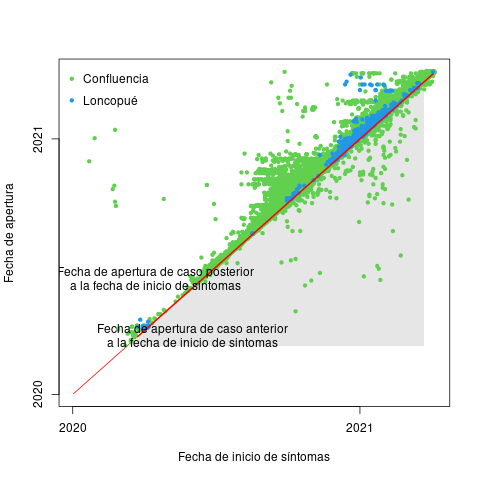 Confluencia
Loncopué
2021
Fecha de apertura
Fecha de apertura de caso posterior
a la fecha de inicio de síntomas
Fecha de apertura de caso anterior
a la fecha de inicio de síntomas
2020
2020
2021
Fecha de inicio de síntomas